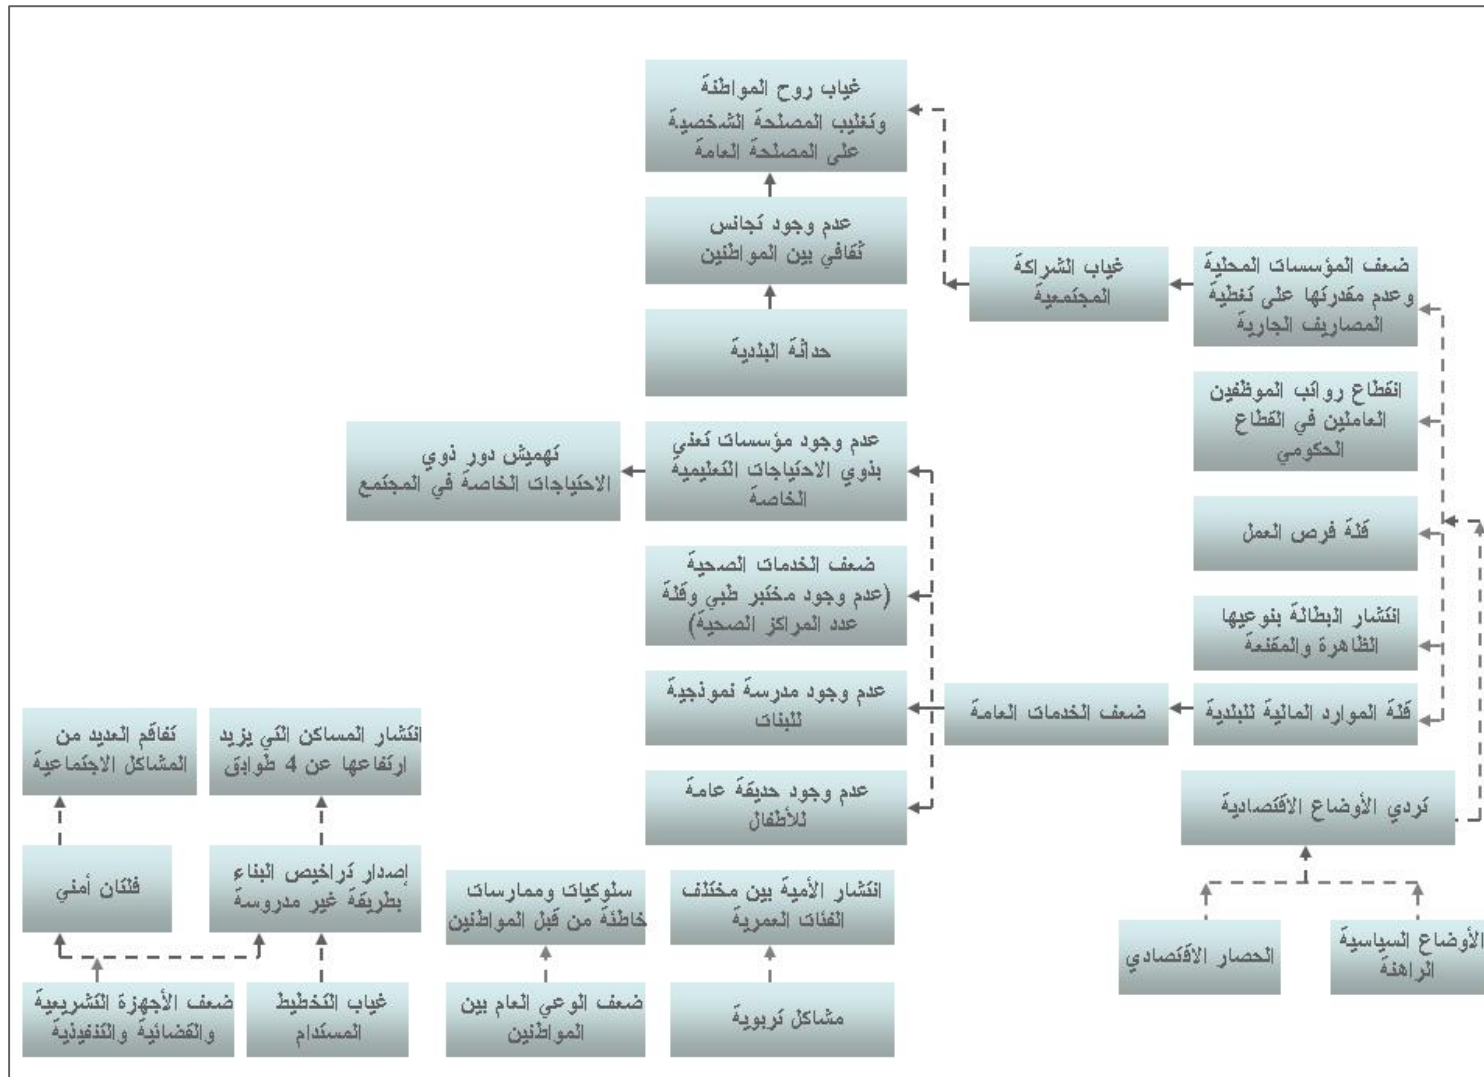 غياب روح المواطنة
وتغليب المصلحة الشخصية
على المصلحة العامة
عدم وجود تجانس
ثقافي بين المواطنين
حداثة البلدية
ضعف المؤسسات المحلية
وعدم مقدرتها على تغطية
المصاريف الجارية
غياب الشراكة
المجتمعية
انقطاع رواتب الموظفين
العاملين في القطاع
الحكومي
قلة فرص العمل
انتشار البطالة بنوعيها
الظاهرة والمقنعة
قلة الموارد المالية للبلدية
ضعف الخدمات العامة
عدم وجود مؤسسات تعني
بذوي الاحتياجات التعليمية
الخاصة
تهميش دور ذوي
الاحتياجات الخاصة في المجتمع
ضعف الخدمات الصحية
(عدم وجود مختبر طبي وقلة
عدد المراكز الصحية)
عدم وجود مدرسة نموذجية
للبنات
عدم وجود حديقة عامة
للأطفال
تردي الأوضاع الاقتصادية
الأوضاع السياسية
الراهنة
الحصار الاقتصادي
انتشار الأمية بين مختلف
الفئات العمرية
مشاكل تربوية
سلوكيات وممارسات
خاطئة من قبل المواطنين
ضعف الوعي العام بين
المواطنين
انتشار المساكن التي يزيد
ارتفاعها عن 4 طوابق
إصدار تراخيص البناء
بطريقة غير مدروسة
غياب التخطيط
المستدام
تفاقم العديد من
المشاكل الاجتماعية
فلتان أمني
ضعف الأجهزة التشريعية
والقضائية والتنفيذية